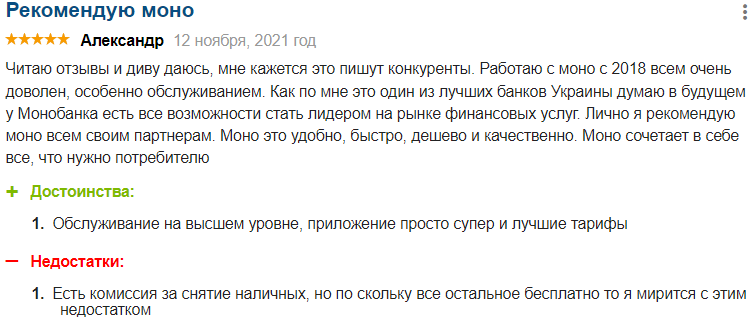 Рекомендую моно
Александр 12 ноября, 2021 год
Читаю отзывы и диву даюсь, мне кажется это пишут конкуренты. Работаю с моно с 2018 всем очень
доволен, особенно обслуживанием. Как по мне это один из лучших банков Украины думаю в будущем
у Монобанка есть все возможности стать лидером на рынке финансовых услуг. Лично я рекомендую
моно всем своим партнерам. Моно это удобно, быстро, дешево и качественно. Моно сочетает в себе
все, что нужно потребителю
+ Достоинства:
1. Обслуживание на высшем уровне, приложение просто супер и лучшие тарифы
– Недостатки:
1. Есть комиссия за снятие наличных, но по скольку все остальное бесплатно то я мирится с этим
недостатком